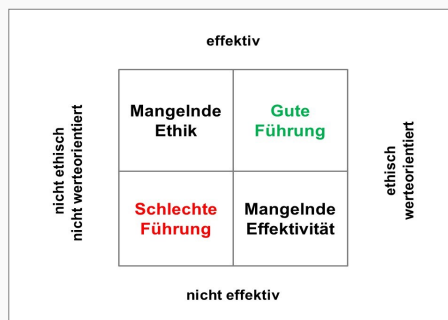 effektiv
nicht ethisch
nicht werteorientiert
Mangelnde
Ethik
Gute
Führung
ethisch
werteorientiert
Schlechte
Führung
Mangelnde
Effektivität
nicht effektiv